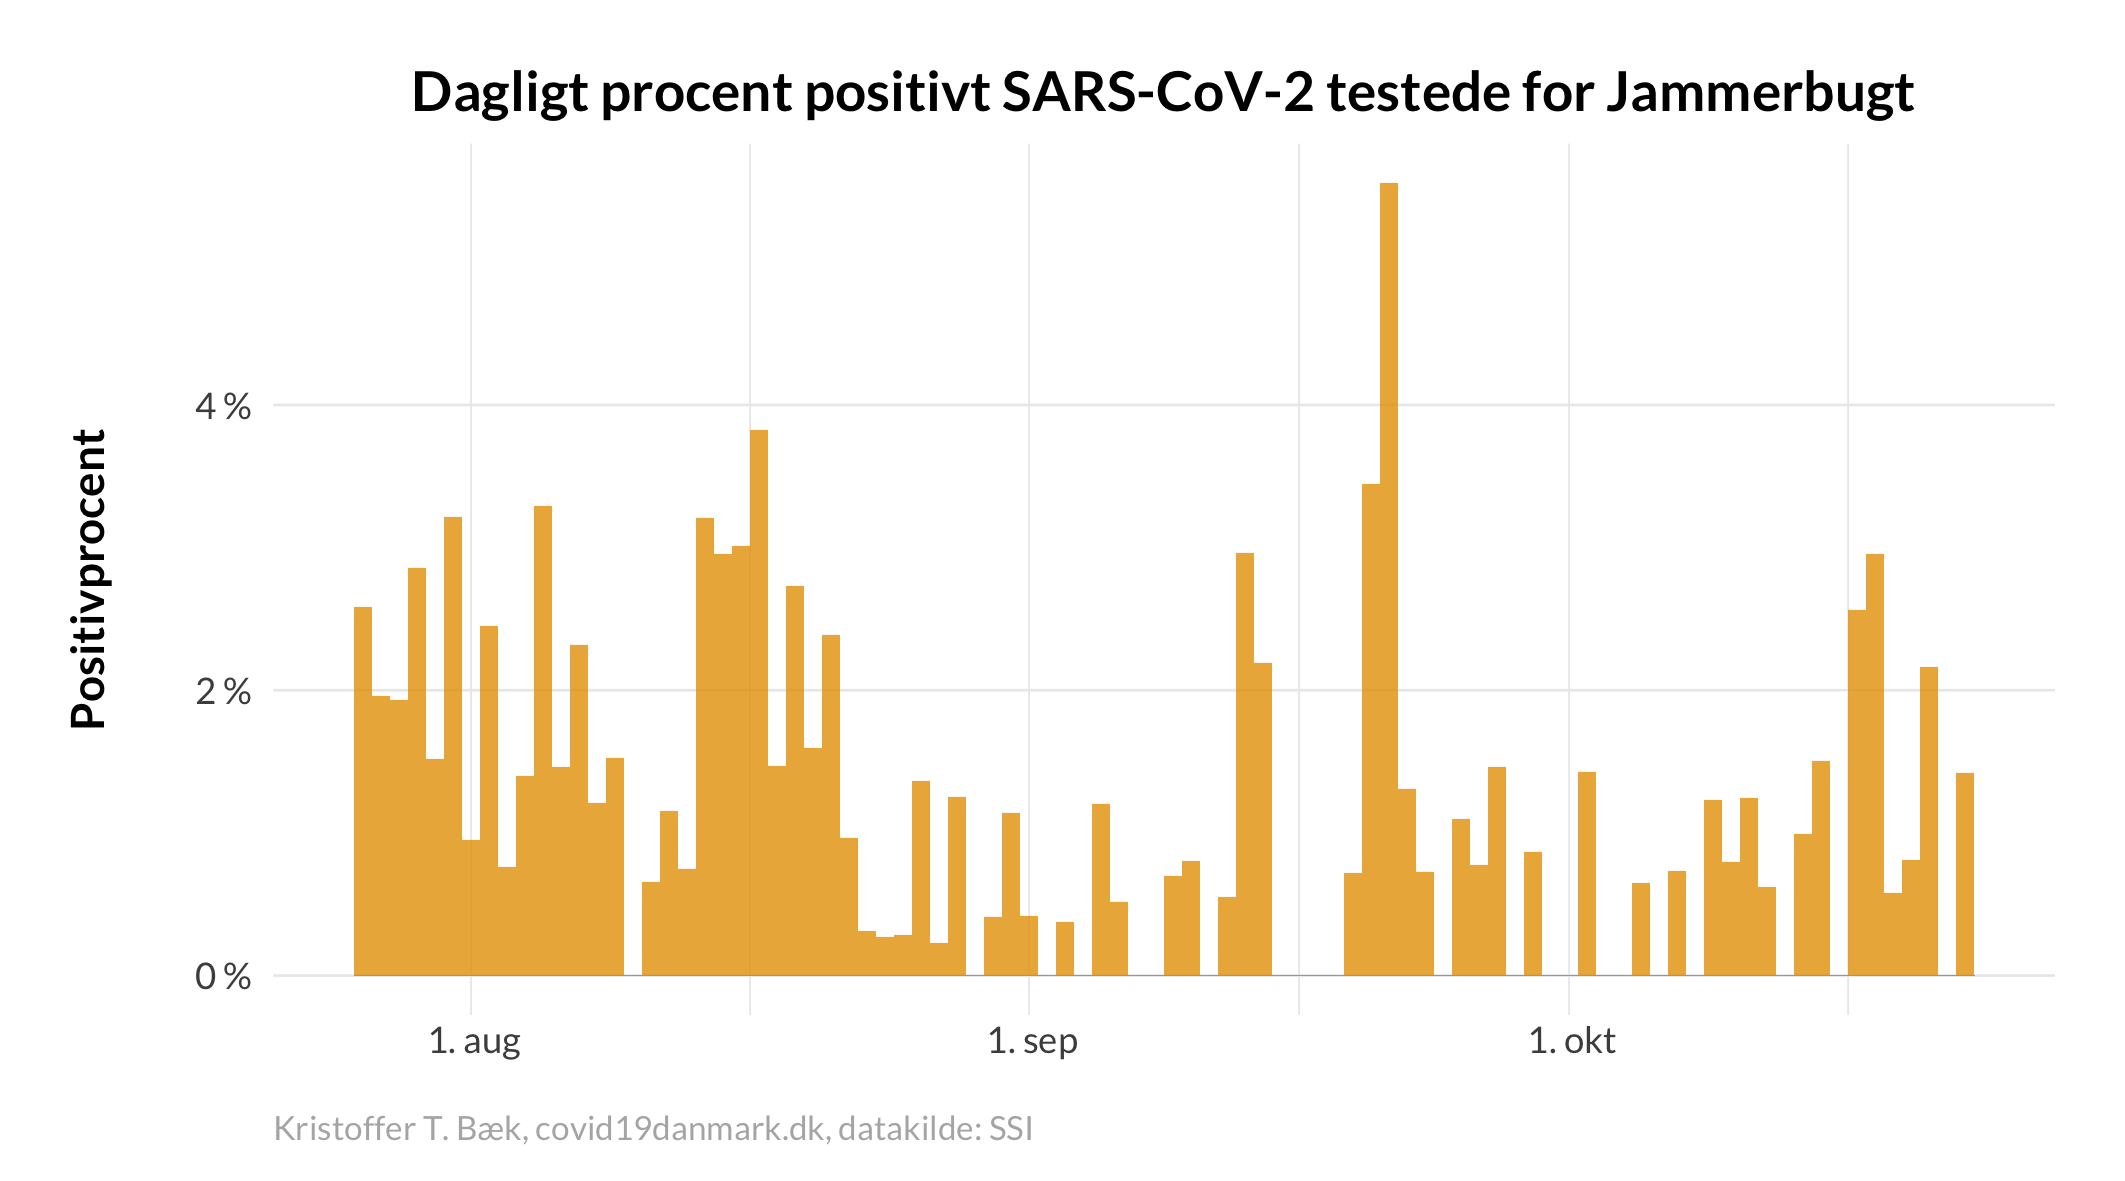 Dagligt procent positivt SARS-CoV-2 testede for Jammerbugt
Positivprocent
4 %
2 %
0 %
1. aug
1. sep
1. okt
Kristoffer T. Bæk, covid19danmark.dk, datakilde: SSI